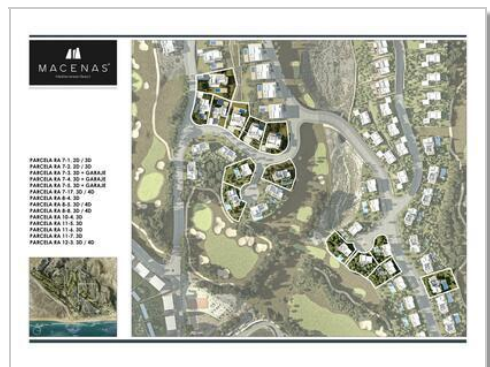 MACENAS
Mediterranean Resort
PARCELA RA 7-1, 2D / 3D
PARCELA RA 7-2, 2D / 3D
PARCELA RA 7-3, 3D + GARAJE
PARCELA RA 7-4, 3D + GARAJE
PARCELA RA 7-5, 3D + GARAJE
PARCELA RA 7-17, 3D / 4D
PARCELA RA 8-4, 3D
PARCELA RA 8-5, 3D / 4D
PARCELA RA 8-6, 3D / 4D
PARCELA RA 10-4, 3D
PARCELA RA 11-5, 3D
PARCELA RA 11-6, 3D
PARCELA RA 11-7, 3D
PARCELA RA 12-3, 3D / 4D